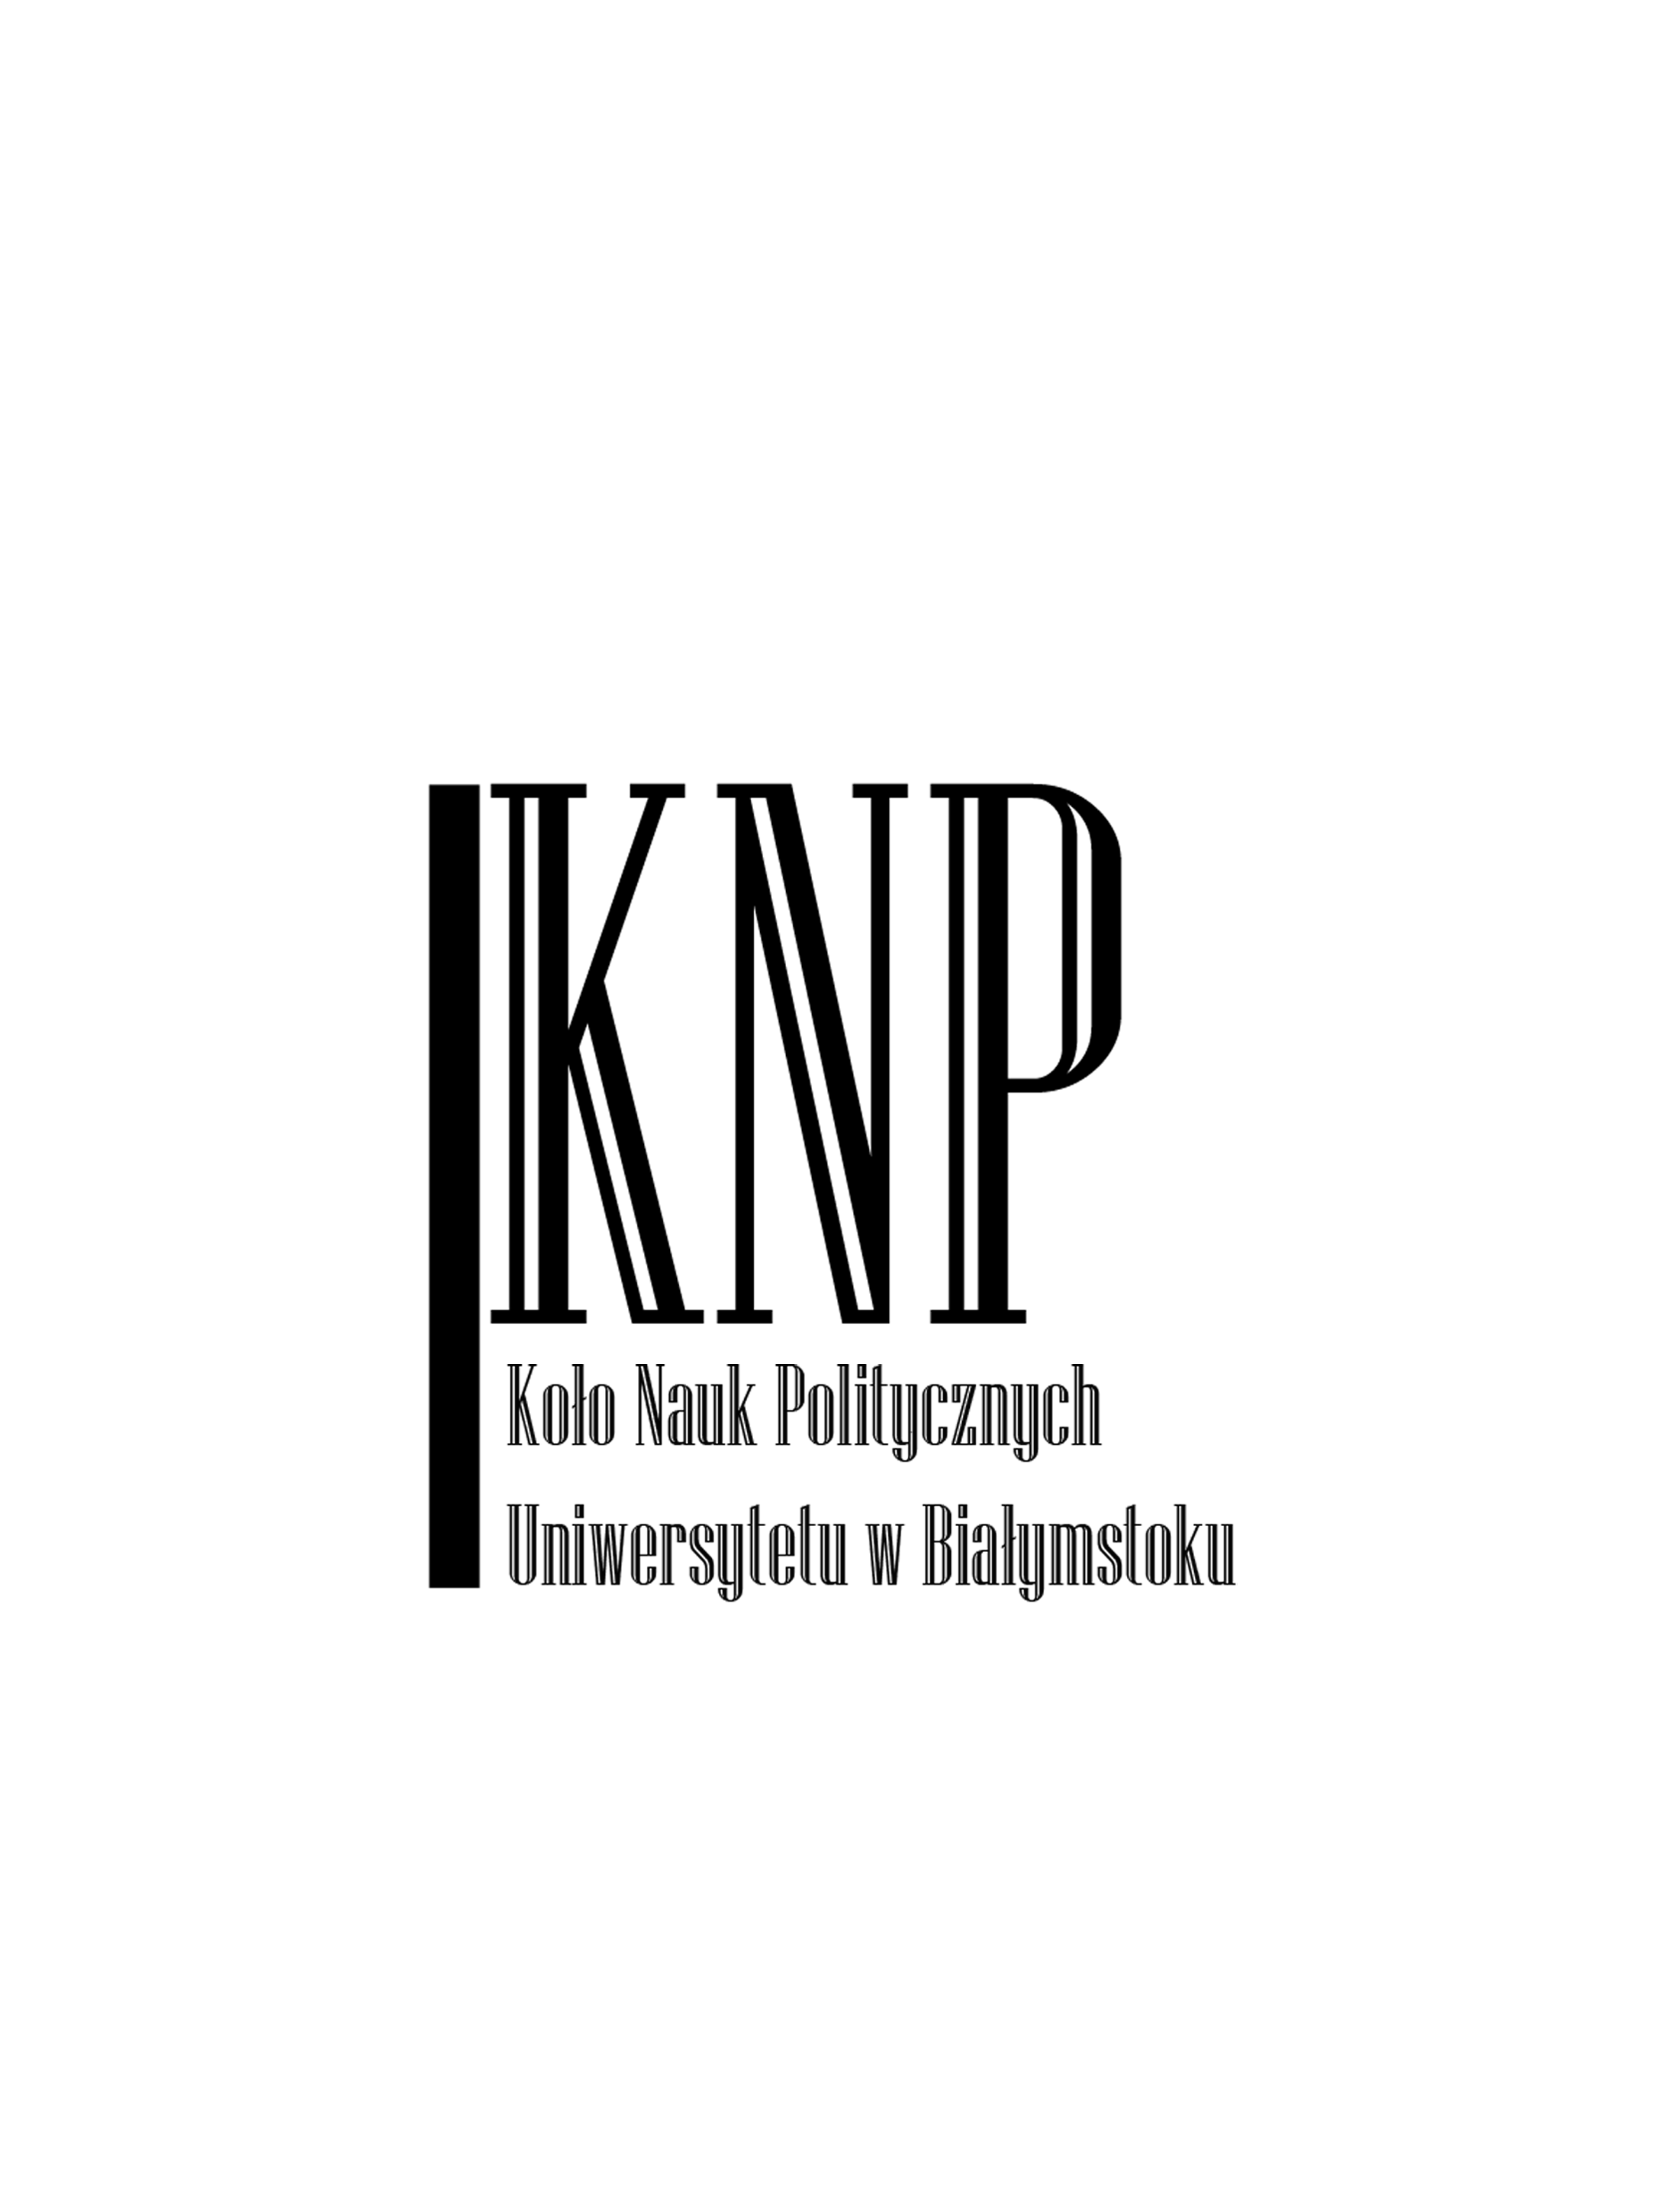 KNP
Koło Nauk Politycznych
Uniwersytetu w Białymstoku